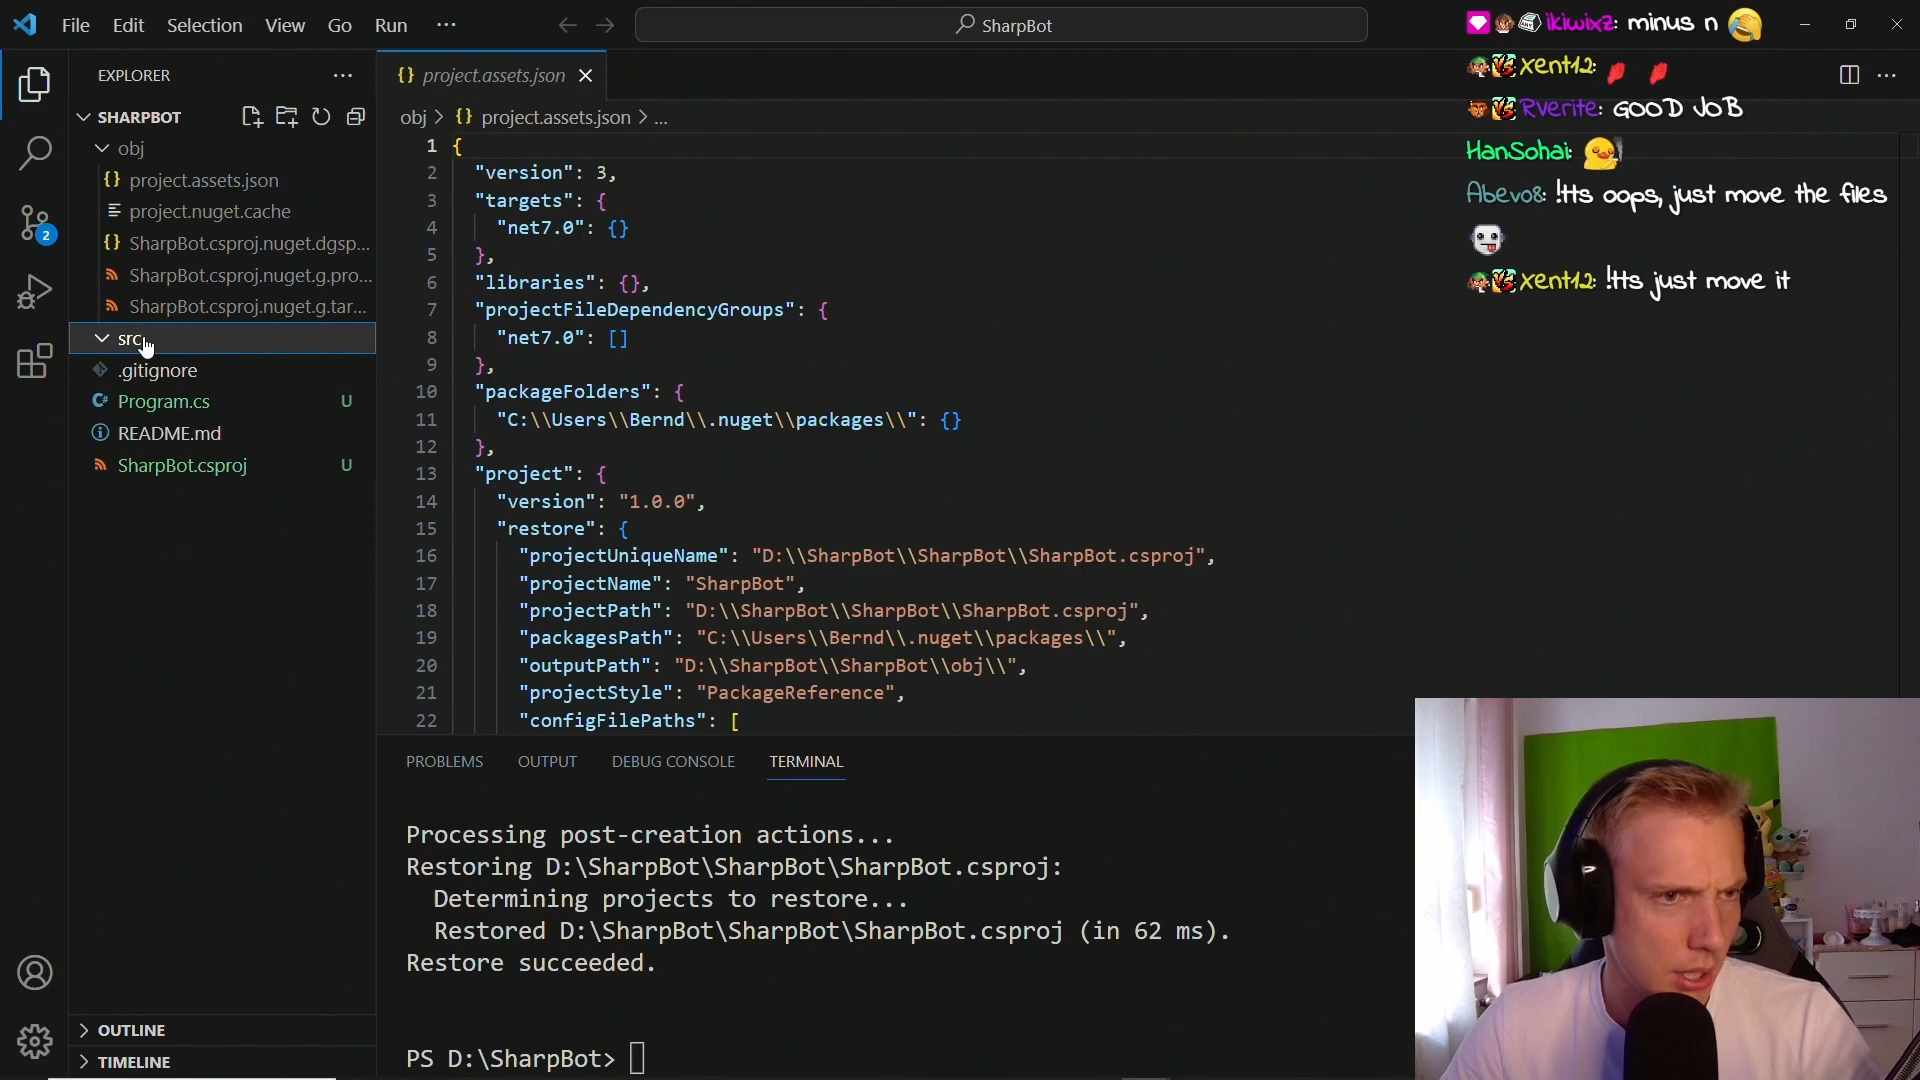 File Edit Selection View Go Run ···
SharpBot
EXPLORER
SHARPBOT
obj
project.assets.json
project.nuget.cache
SharpBot.csproj.nuget.dgsp...
SharpBot.csproj.nuget.g.pro...
SharpBot.csproj.nuget.g.tar...
src
.gitignore
Program.cs U
README.md
SharpBot.csproj U
OUTLINE
TIMELINE
2
project.assets.json
obj > {} project.assets.json > ...
1 {
2 "version": 3,
3 "targets": {
4 "net7.0": {}
5 },
6 "libraries": {},
7 "projectFileDependencyGroups": {
8 "net7.0": []
9 },
10 "packageFolders": {
11 "C:\\Users\\Bernd\\.nuget\\packages\\": {}
12 },
13 "project": {
14 "version": "1.0.0",
15 "restore": {
16 "projectUniqueName": "D:\\SharpBot\\SharpBot\\SharpBot.csproj",
17 "projectName": "SharpBot",
18 "projectPath": "D:\\SharpBot\\SharpBot\\SharpBot.csproj",
19 "packagesPath": "C:\\Users\\Bernd\\.nuget\\packages\\",
20 "outputPath": "D:\\SharpBot\\SharpBot\\obj\\",
21 "projectStyle": "PackageReference",
22 "configFilePaths": [
PROBLEMS OUTPUT DEBUG CONSOLE TERMINAL
Processing post-creation actions...
Restoring D:\SharpBot\SharpBot\SharpBot.csproj:
Determining projects to restore...
Restored D:\SharpBot\SharpBot\SharpBot.csproj (in 62 ms).
Restore succeeded.
PS D:\SharpBot>
ikiwixz: minus n
xent12:
Rverite: GOOD JOB
HanSohai:
Abevo8: !tts oops, just move the files
xent12: !tts just move it